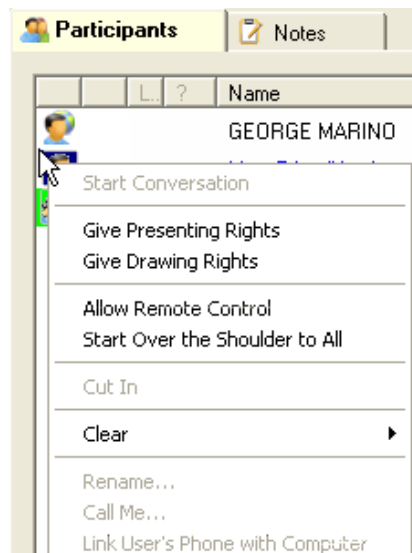 Participants Notes
L.. ? Name
GEORGE MARINO
Start Conversation
Give Presenting Rights
Give Drawing Rights
Allow Remote Control
Start Over the Shoulder to All
Cut In
Clear
Rename...
Call Me...
Link User's Phone with Computer